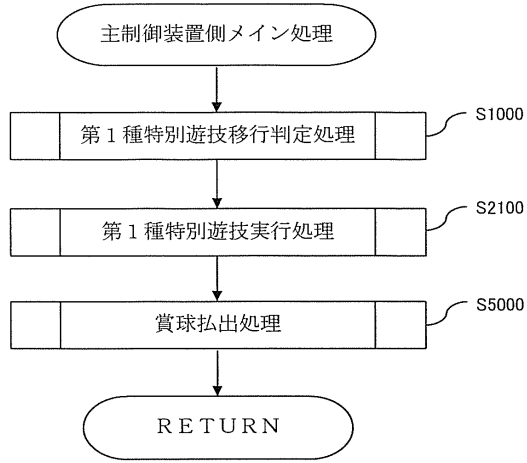 主制御装置側メイン処理
S1000
第1種特別遊技移行判定処理
S2100
第1種特別遊技実行処理
S5000
賞球払出処理
RETURN